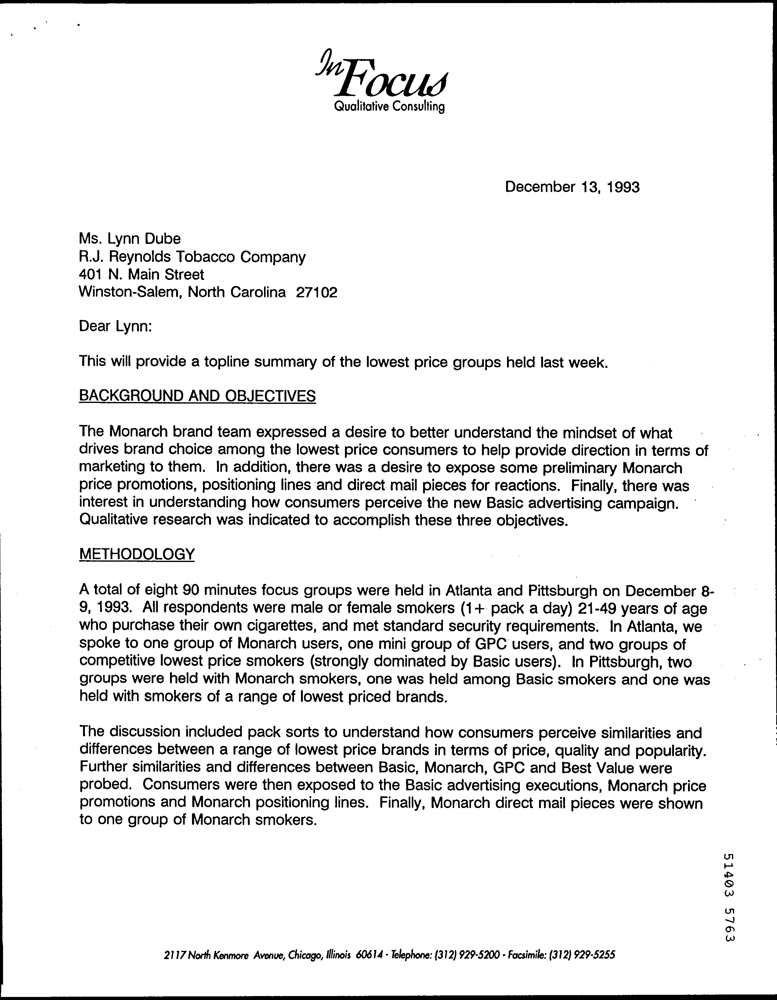 In Focus
Qualitative Consulting
December 13, 1993
Ms. Lynn Dube
R.J. Reynolds Tobacco Company
401 N. Main Street
Winston-Salem, North Carolina 27102
Dear Lynn:
This will provide a topline summary of the lowest price groups held last week.
BACKGROUND AND OBJECTIVES
The Monarch brand team expressed a desire to better understand the mindset of what
drives brand choice among the lowest price consumers to help provide direction in terms of
marketing to them. In addition, there was a desire to expose some preliminary Monarch
price promotions, positioning lines and direct mail pieces for reactions. Finally, there was
interest in understanding how consumers perceive the new Basic advertising campaign.
Qualitative research was indicated to accomplish these three objectives.
METHODOLOGY
A total of eight 90 minutes focus groups were held in Atlanta and Pittsburgh on December 8-
9, 1993. All respondents were male or female smokers (1+ pack a day) 21-49 years of age
who purchase their own cigarettes, and met standard security requirements. In Atlanta, we
spoke to one group of Monarch users, one mini group of GPC users, and two groups of
competitive lowest price smokers (strongly dominated by Basic users). In Pittsburgh, two
groups were held with Monarch smokers, one was held among Basic smokers and one was
held with smokers of a range of lowest priced brands.
The discussion included pack sorts to understand how consumers perceive similarities and
differences between a range of lowest price brands in terms of price, quality and popularity.
Further similarities and differences between Basic, Monarch, GPC and Best Value were
probed. Consumers were then exposed to the Basic advertising executions, Monarch price
promotions and Monarch positioning lines. Finally, Monarch direct mail pieces were shown
to one group of Monarch smokers.
51403 5763
2117 North Kenmore Avenue, Chicago, Illinois 60614 - Telephone: (312) 929-5200 - Facsimile: (312) 929-5255